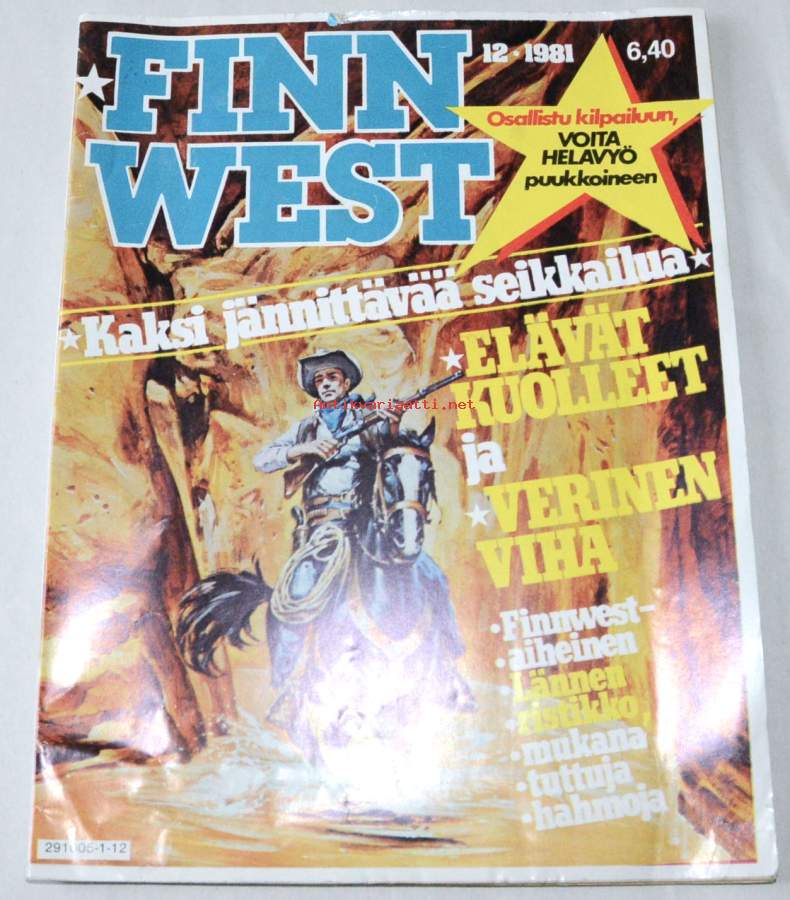 FINN
WEST
12·1981
6,40
Osallistu kilpailuun,
VOITA
HELAVYÖ
puukkoineen
Kaksi jännittävää seikkailua
ELÄVÄT
KUOLLEET
ja
VERINEN
VIHA
Antikvariaatti.net
·Finnwest-
·aiheinen
·Lännen
·ristikko,
·mukana
·tuttuja
·hahmoja
291005-1-12